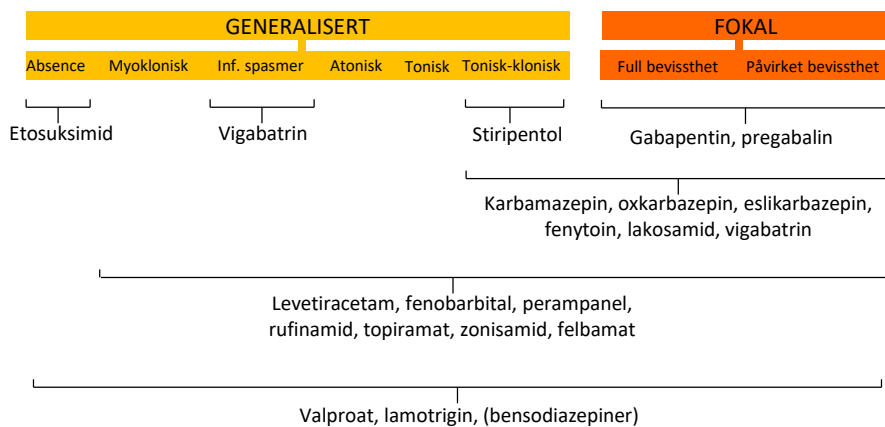 GENERALISERT
FOKAL
Absence Myoklonisk Inf. spasmer Atonisk Tonisk Tonisk-klonisk
Full bevissthet Påvirket bevissthet
Etosuksimid
Vigabatrin
Stiripentol
Gabapentin, pregabalin
Karbamazepin, oxkarbazepin, eslikarbazepin,
fenytoin, lakosamid, vigabatrin
Levetiracetam, fenobarbital, perampanel,
rufinamid, topiramat, zonisamid, felbamat
Valproat, lamotrigin, (bensodiazepiner)